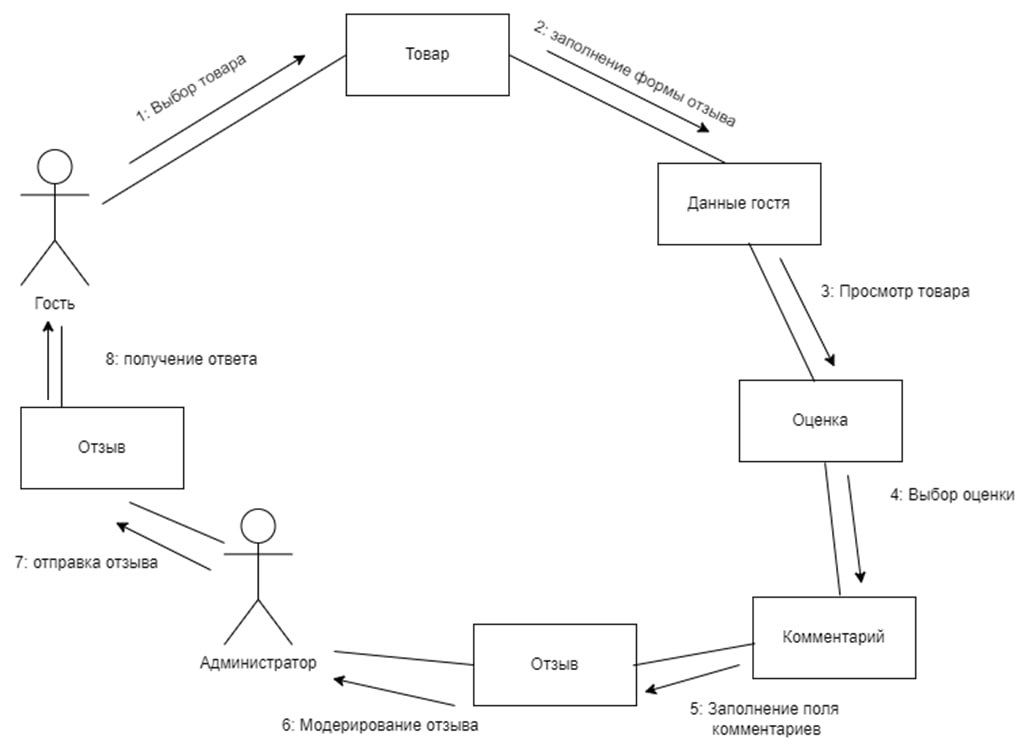 Товар
2: заполнение формы отзыва
1: Выбор товара
Данные гостя
Гость
3: Просмотр товара
8: получение ответа
Оценка
Отзыв
4: Выбор оценки
7: отправка отзыва
Комментарий
Администратор
Отзыв
5: Заполнение поля
комментариев
6: Модерирование отзыва